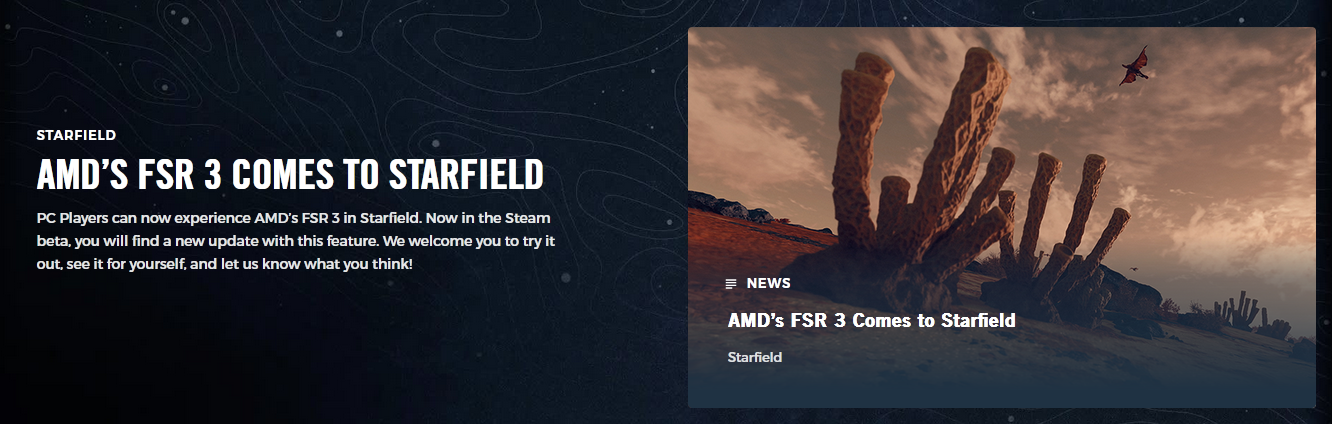 STARFIELD
AMD’S FSR 3 COMES TO STARFIELD
PC Players can now experience AMD’s FSR 3 in Starfield. Now in the Steam
beta, you will find a new update with this feature. We welcome you to try it
out, see it for yourself, and let us know what you think!
NEWS
AMD’s FSR 3 Comes to Starfield
Starfield